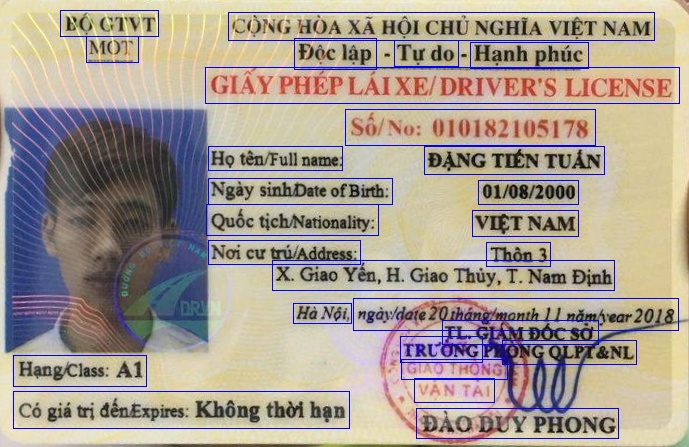 BỘ GTVT
MOT
CỘNG HÒA XÃ HỘI CHỦ NGHĨA VIỆT NAM
Độc lập - Tự do - Hạnh phúc
GIẤY PHÉP LÁI XE/ DRIVER'S LICENSE
Số/No: 010182105178
Họ tên/Full name: ĐẶNG TIẾN TUẤN
Ngày sinh/Date of Birth: 01/08/2000
Quốc tịch/Nationality: VIỆT NAM
Nơi cư trú/Address: Thôn 3
X. Giao Yến, H. Giao Thủy, T. Nam Định
Hà Nội, ngày/date 20 tháng/month 11 năm/year 2018
TL. GIÁM ĐỐC SỞ
TRƯỞNG PHÒNG QLPT&NL
GIAO THÔNG
VẬN TẢI
DRVN
Hạng/Class: A1
Có giá trị đến/Expires: Không thời hạn
ĐÀO DUY PHONG